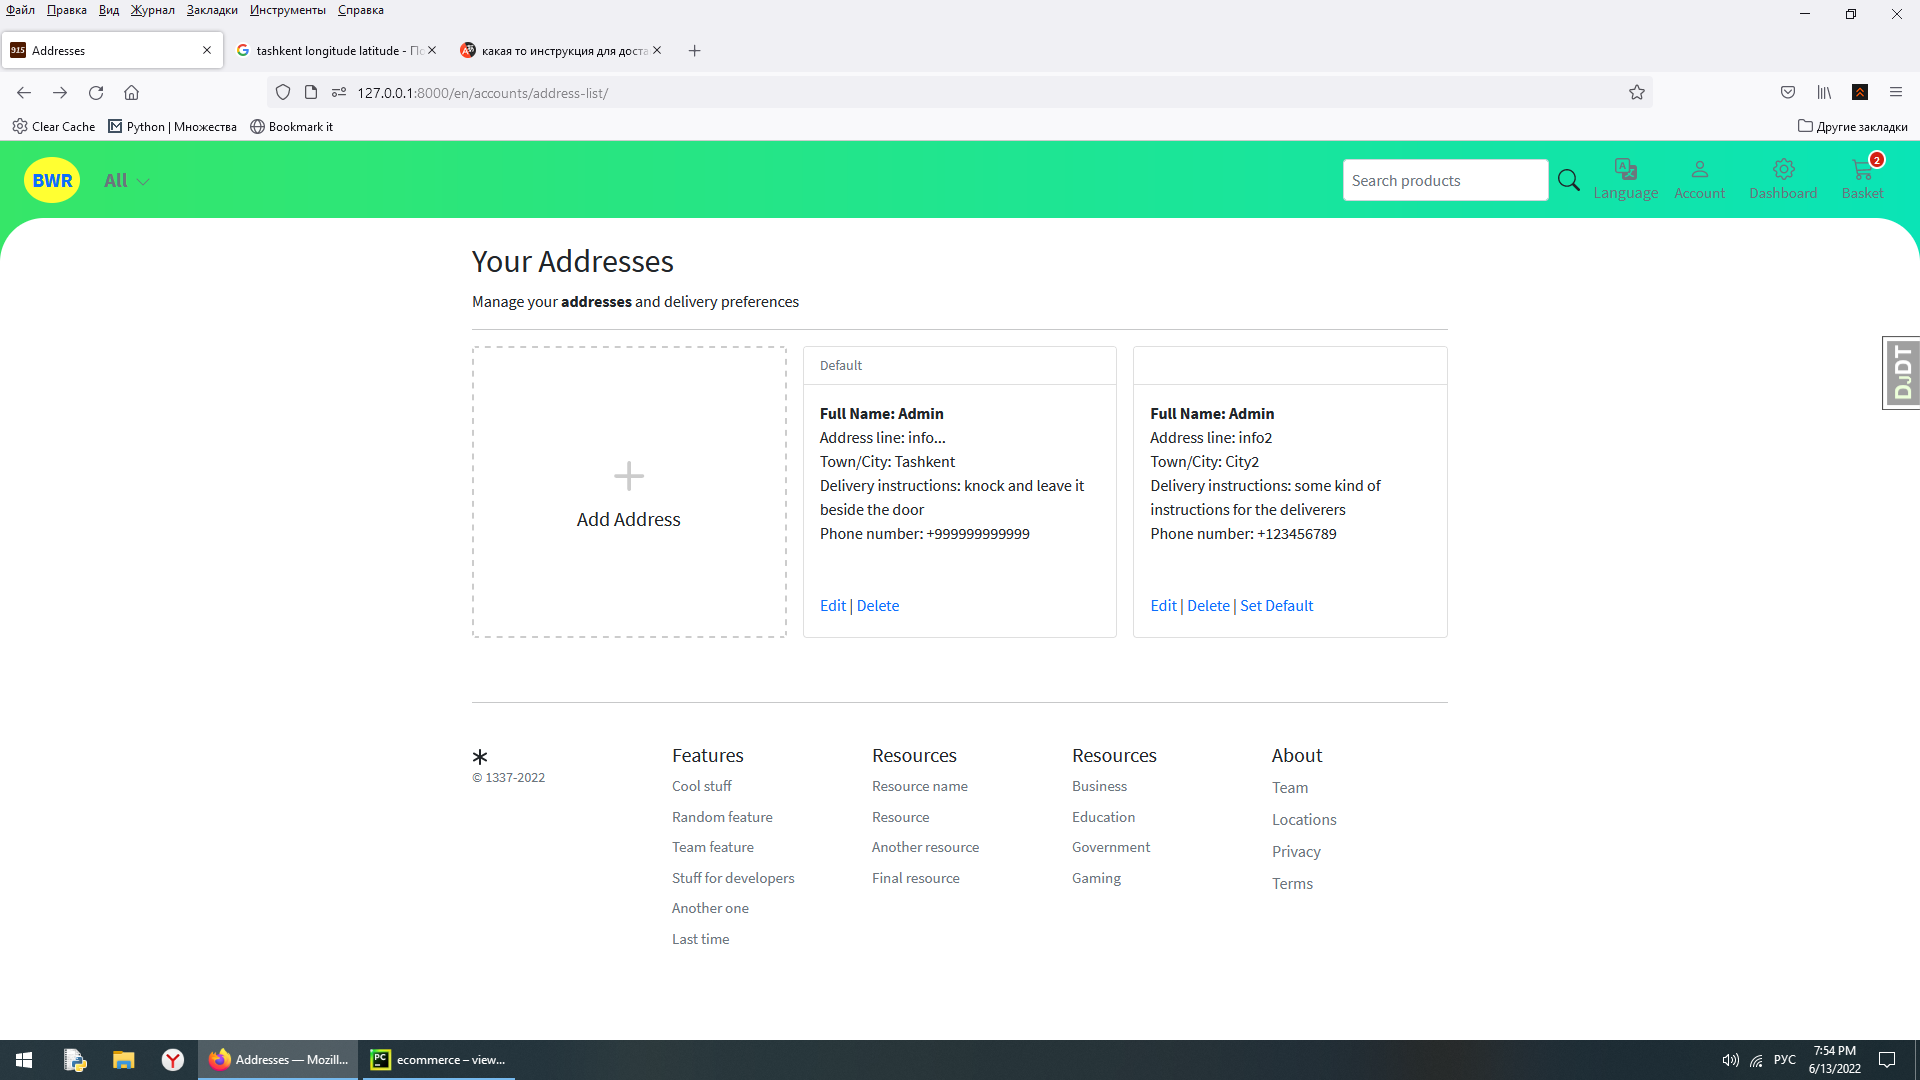 Файл Правка Вид Журнал Закладки Инструменты Справка
915 Addresses
tashkent longitude latitude - По
какая то инструкция для доста
127.0.0.1:8000/en/accounts/address-list/
Clear Cache
Python | Множества
Bookmark it
Другие закладки
BWR
All
Search products
Language
Account
Dashboard
2
Basket
Your Addresses
Manage your addresses and delivery preferences
DJDT
Add Address
Default
Full Name: Admin
Address line: info...
Town/City: Tashkent
Delivery instructions: knock and leave it
beside the door
Phone number: +999999999999
Edit | Delete
Full Name: Admin
Address line: info2
Town/City: City2
Delivery instructions: some kind of
instructions for the deliverers
Phone number: +123456789
Edit | Delete | Set Default
© 1337-2022
Features
Cool stuff
Random feature
Team feature
Stuff for developers
Another one
Last time
Resources
Resource name
Resource
Another resource
Final resource
Resources
Business
Education
Government
Gaming
About
Team
Locations
Privacy
Terms
Addresses — Mozill...
PC
ecommerce – view...
РУС
7:54 PM
6/13/2022